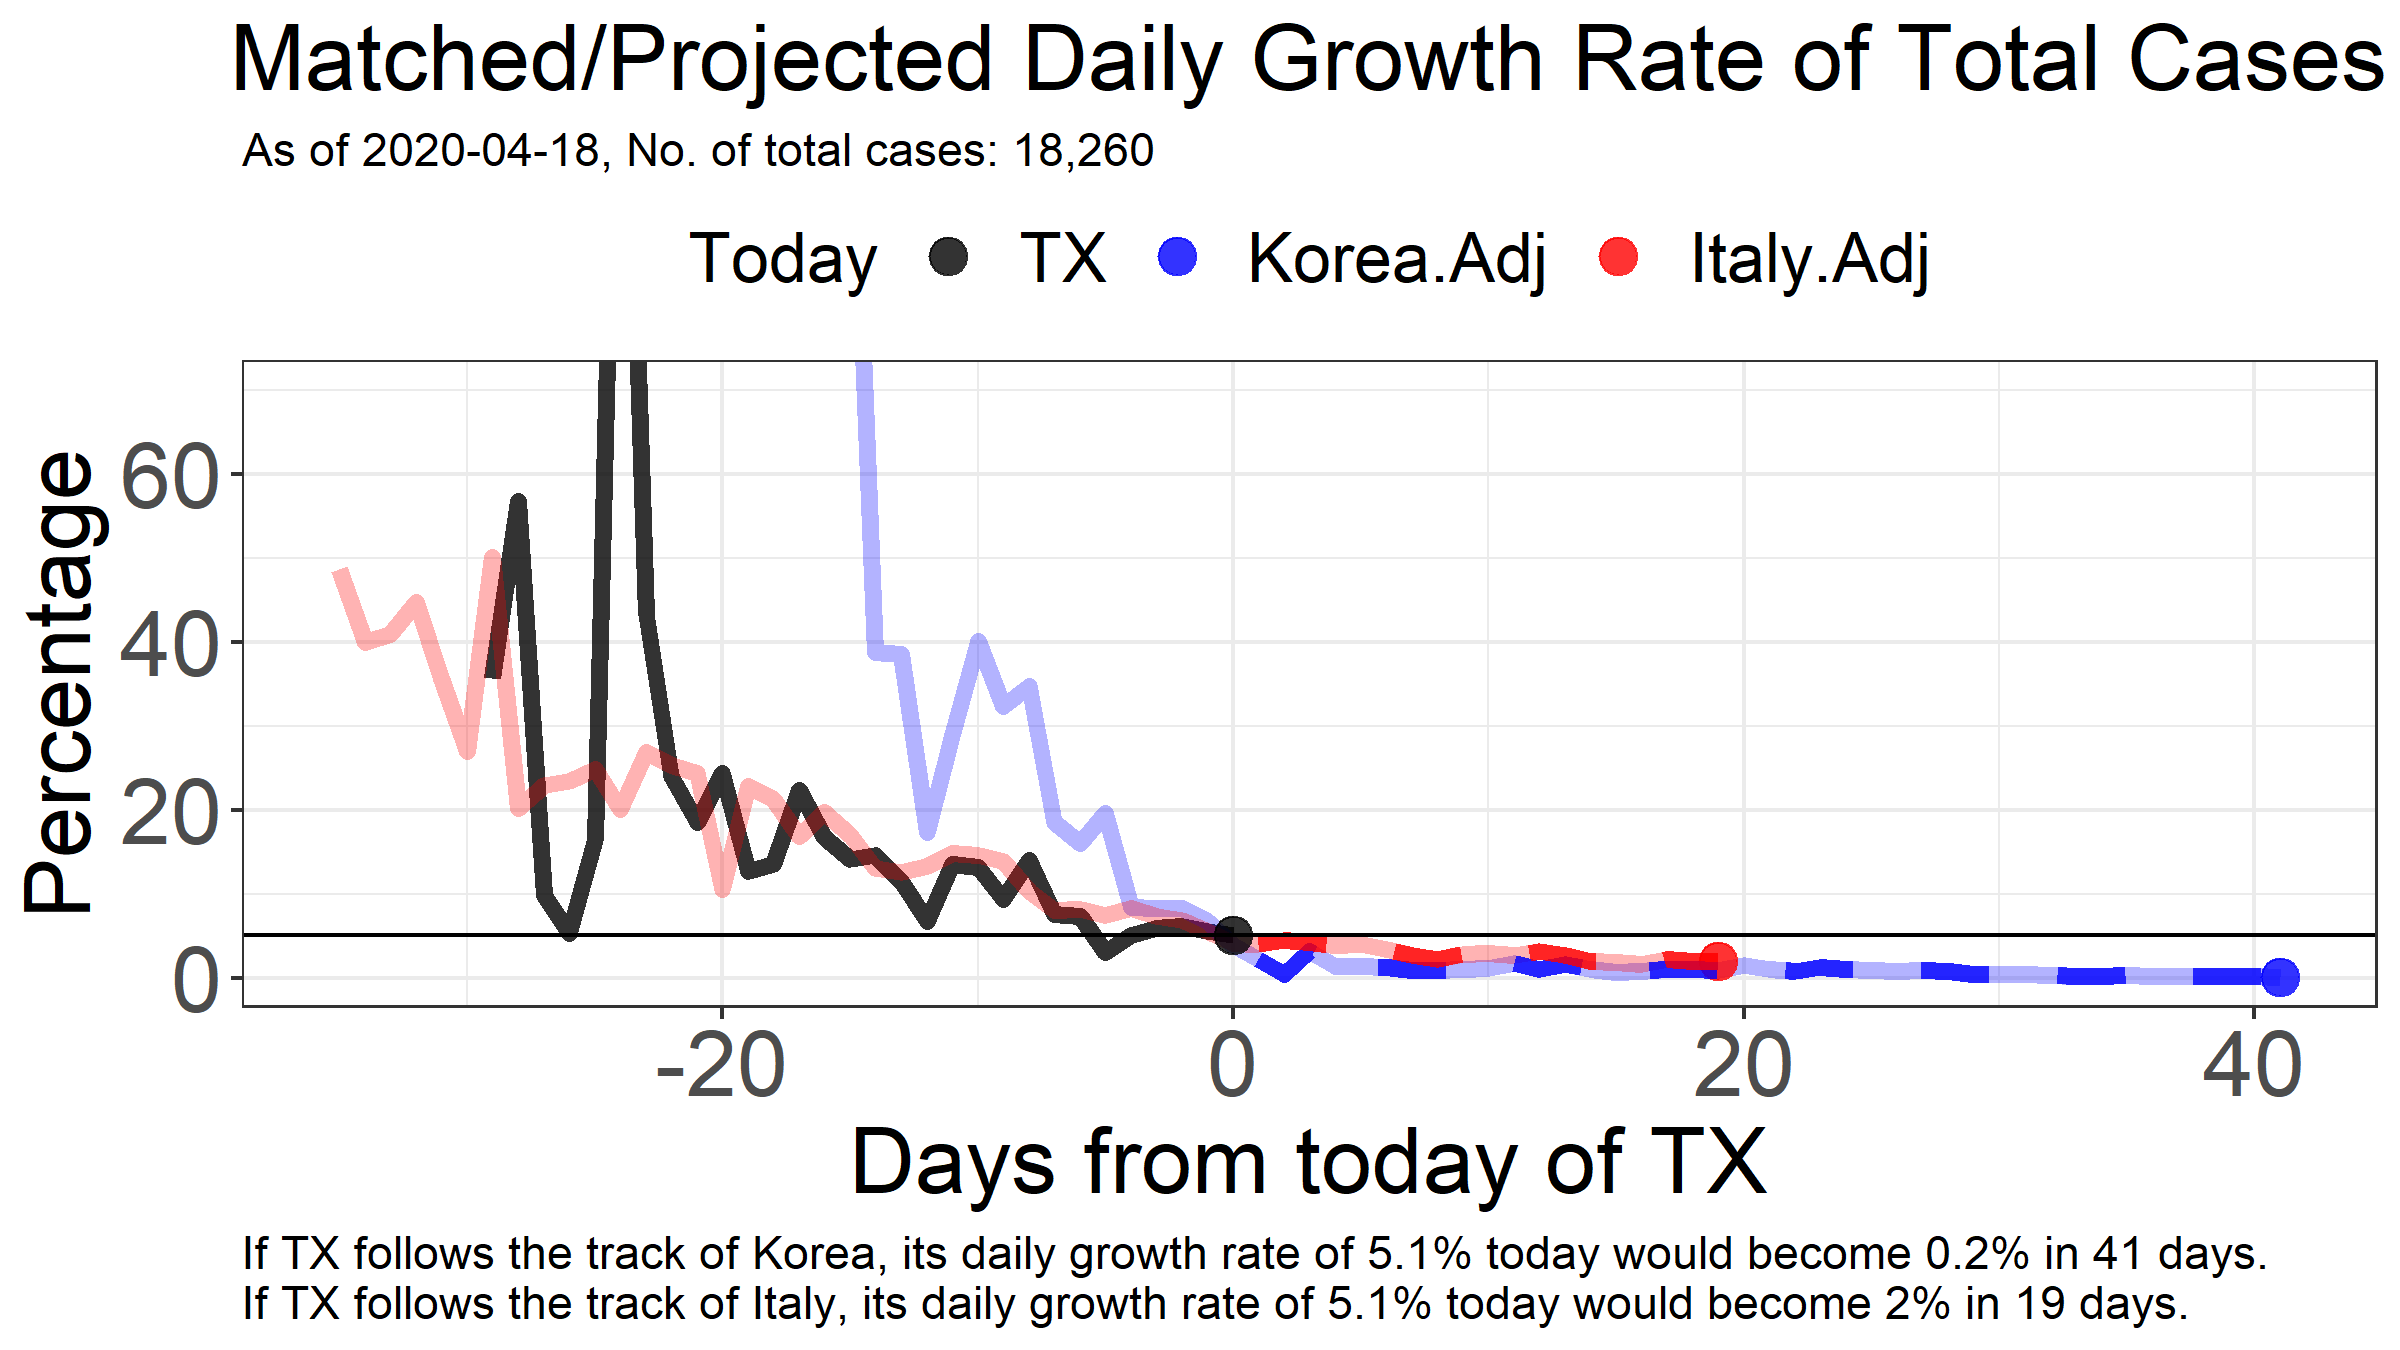 Matched/Projected Daily Growth Rate of Total Cases
As of 2020-04-18, No. of total cases: 18,260
Today TX Korea.Adj Italy.Adj
Percentage
60
40
20
0
-20 0 20 40
Days from today of TX
If TX follows the track of Korea, its daily growth rate of 5.1% today would become 0.2% in 41 days.
If TX follows the track of Italy, its daily growth rate of 5.1% today would become 2% in 19 days.